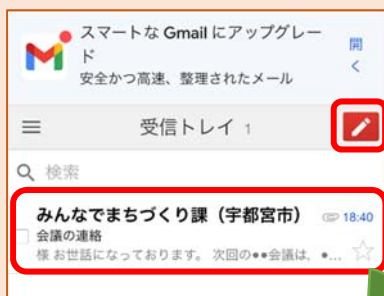 スマートな Gmail にアップグレー
ド
安全かつ高速、整理されたメール
開
く
受信トレイ 1
検索
みんなでまちづくり課（宇都宮市） 18:40
会議の連絡
様 お世話になっております。 次回の●●会議は、●...